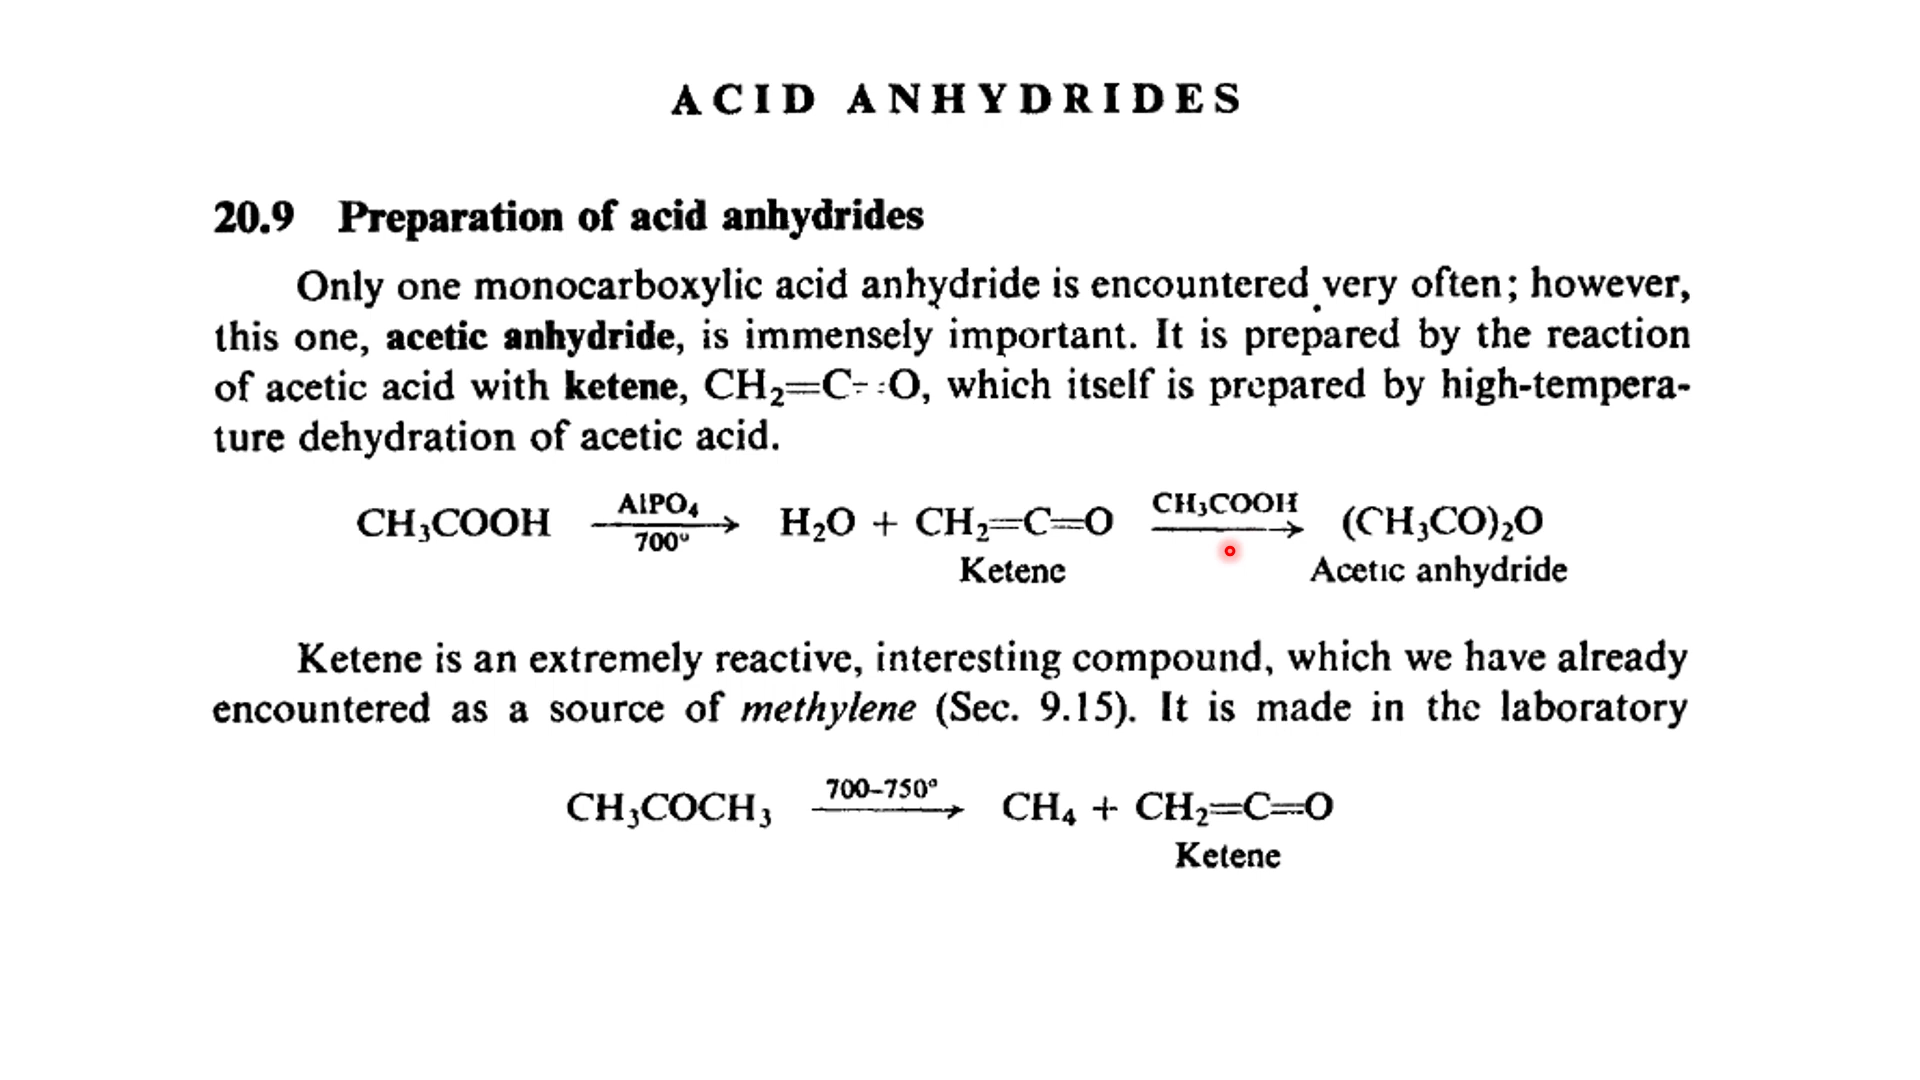 ACID ANHYDRIDES
20.9 Preparation of acid anhydrides
Only one monocarboxylic acid anhydride is encountered very often; however,
this one, acetic anhydride, is immensely important. It is prepared by the reaction
of acetic acid with ketene, CH₂=C=O, which itself is prepared by high-tempera-
ture dehydration of acetic acid.
CH₃COOH —AlPO₄ 700°→ H₂O + CH₂=C=O —CH₃COOH→ (CH₃CO)₂O
Ketene Acetic anhydride
Ketene is an extremely reactive, interesting compound, which we have already
encountered as a source of methylene (Sec. 9.15). It is made in the laboratory
CH₃COCH₃ —700–750°→ CH₄ + CH₂=C=O
Ketene